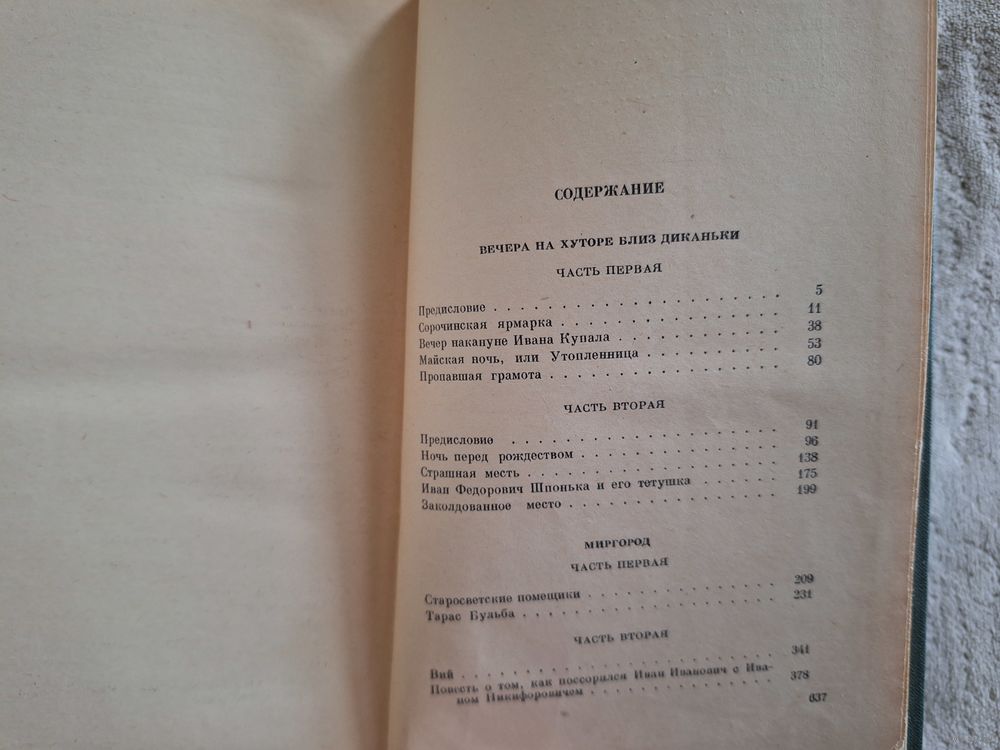 СОДЕРЖАНИЕ
ВЕЧЕРА НА ХУТОРЕ БЛИЗ ДИКАНЬКИ
ЧАСТЬ ПЕРВАЯ
Предисловие . . . . . . . . . . . . . . . . . . . . 5
Сорочинская ярмарка . . . . . . . . . . . . . . . . 11
Вечер накануне Ивана Купала . . . . . . . . . . . . 38
Майская ночь, или Утопленница . . . . . . . . . . 53
Пропавшая грамота . . . . . . . . . . . . . . . . . 80
ЧАСТЬ ВТОРАЯ
Предисловие . . . . . . . . . . . . . . . . . . . . 91
Ночь перед рождеством . . . . . . . . . . . . . . . 96
Страшная месть . . . . . . . . . . . . . . . . . . . 138
Иван Федорович Шпонька и его тетушка . . . . . . . 175
Заколдованное место . . . . . . . . . . . . . . . . 199
МИРГОРОД
ЧАСТЬ ПЕРВАЯ
Старосветские помещики . . . . . . . . . . . . . . . 209
Тарас Бульба . . . . . . . . . . . . . . . . . . . . 231
ЧАСТЬ ВТОРАЯ
Вий . . . . . . . . . . . . . . . . . . . . . . . . 341
Повесть о том, как поссорился Иван Иванович с Ива- 378
ном Никифоровичем . . . . . . . . . . . . . .
637